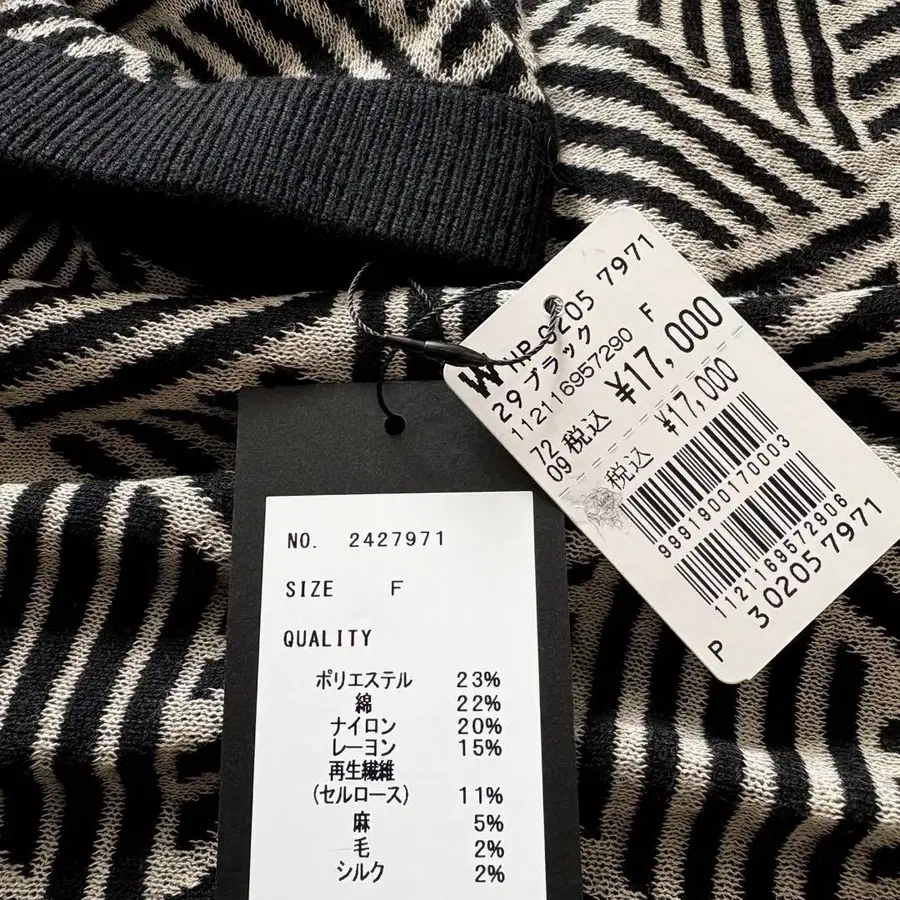 7971
29 ブラック
112116957290 F
72 税込 ¥17,000
09
税込 ¥17,000
9991900170003
1121169572906
P 30205 7971
NO. 2427971
SIZE F
QUALITY
ポリエステル 23%
綿 22%
ナイロン 20%
レーヨン 15%
再生繊維
(セルロース) 11%
麻 5%
毛 2%
シルク 2%